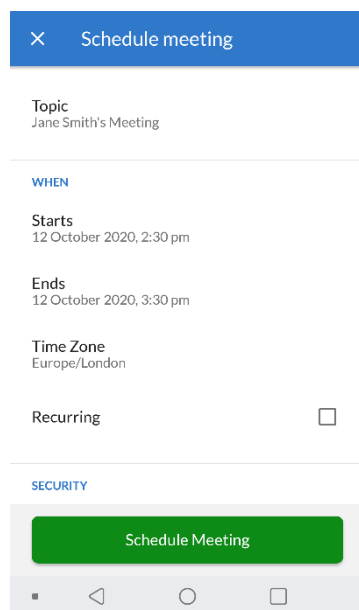 Schedule meeting
Topic
Jane Smith's Meeting
WHEN
Starts
12 October 2020, 2:30 pm
Ends
12 October 2020, 3:30 pm
Time Zone
Europe/London
Recurring
SECURITY
Schedule Meeting